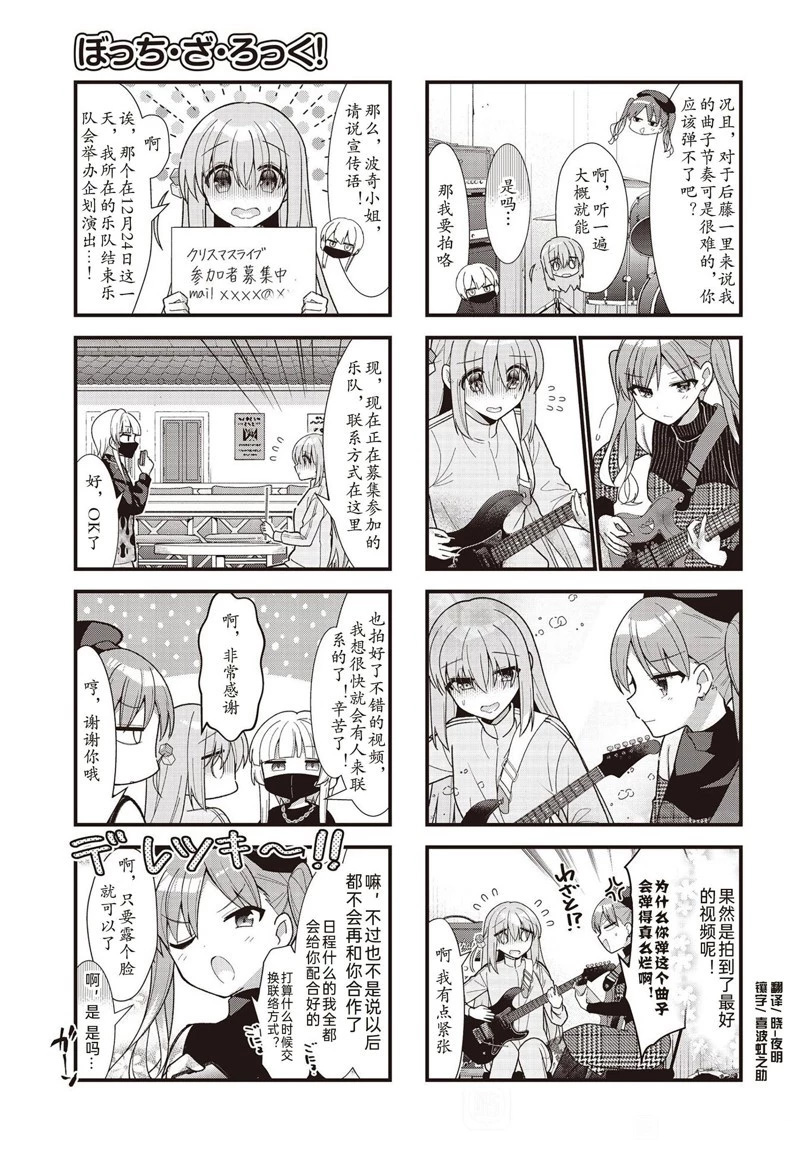 ぼっち・ざ・ろっく!
况且，对于后藤一里来说我
的曲子节奏可是很难的，你
应该弹不了吧？
啊，听一遍
大概就能
是吗…
那我要拍咯
果然是拍到了最好
的视频呢！
为什么你弹这个曲子
会弹得真么烂啊！
わざと!?
啊 我有点紧张
那么，波奇小姐，
请说宣传语！
啊
诶，那个在12月24日这一
天，我所在的乐队结束乐
队会举办企划演出…！
クリスマスライブ
参加者募集中
mail xxxx@x
现，现在正在募集参加的
乐队，联系方式在这里
好，OK了
也拍好了不错的视频，
我想很快就会有人来联
系的了！辛苦了！
啊，非常
感谢
哼，谢谢
你哦
嘛，不过也不是说以后
都不会再和你合作了
日程什么的我全都
会给你配合好的
打算什么时候交
换联络方式？
デレツキ〜!!
啊，只要露个脸
就可以了
啊，是 是吗…
ガーン
翻译/晓-夜明
镶字/喜波虹之助